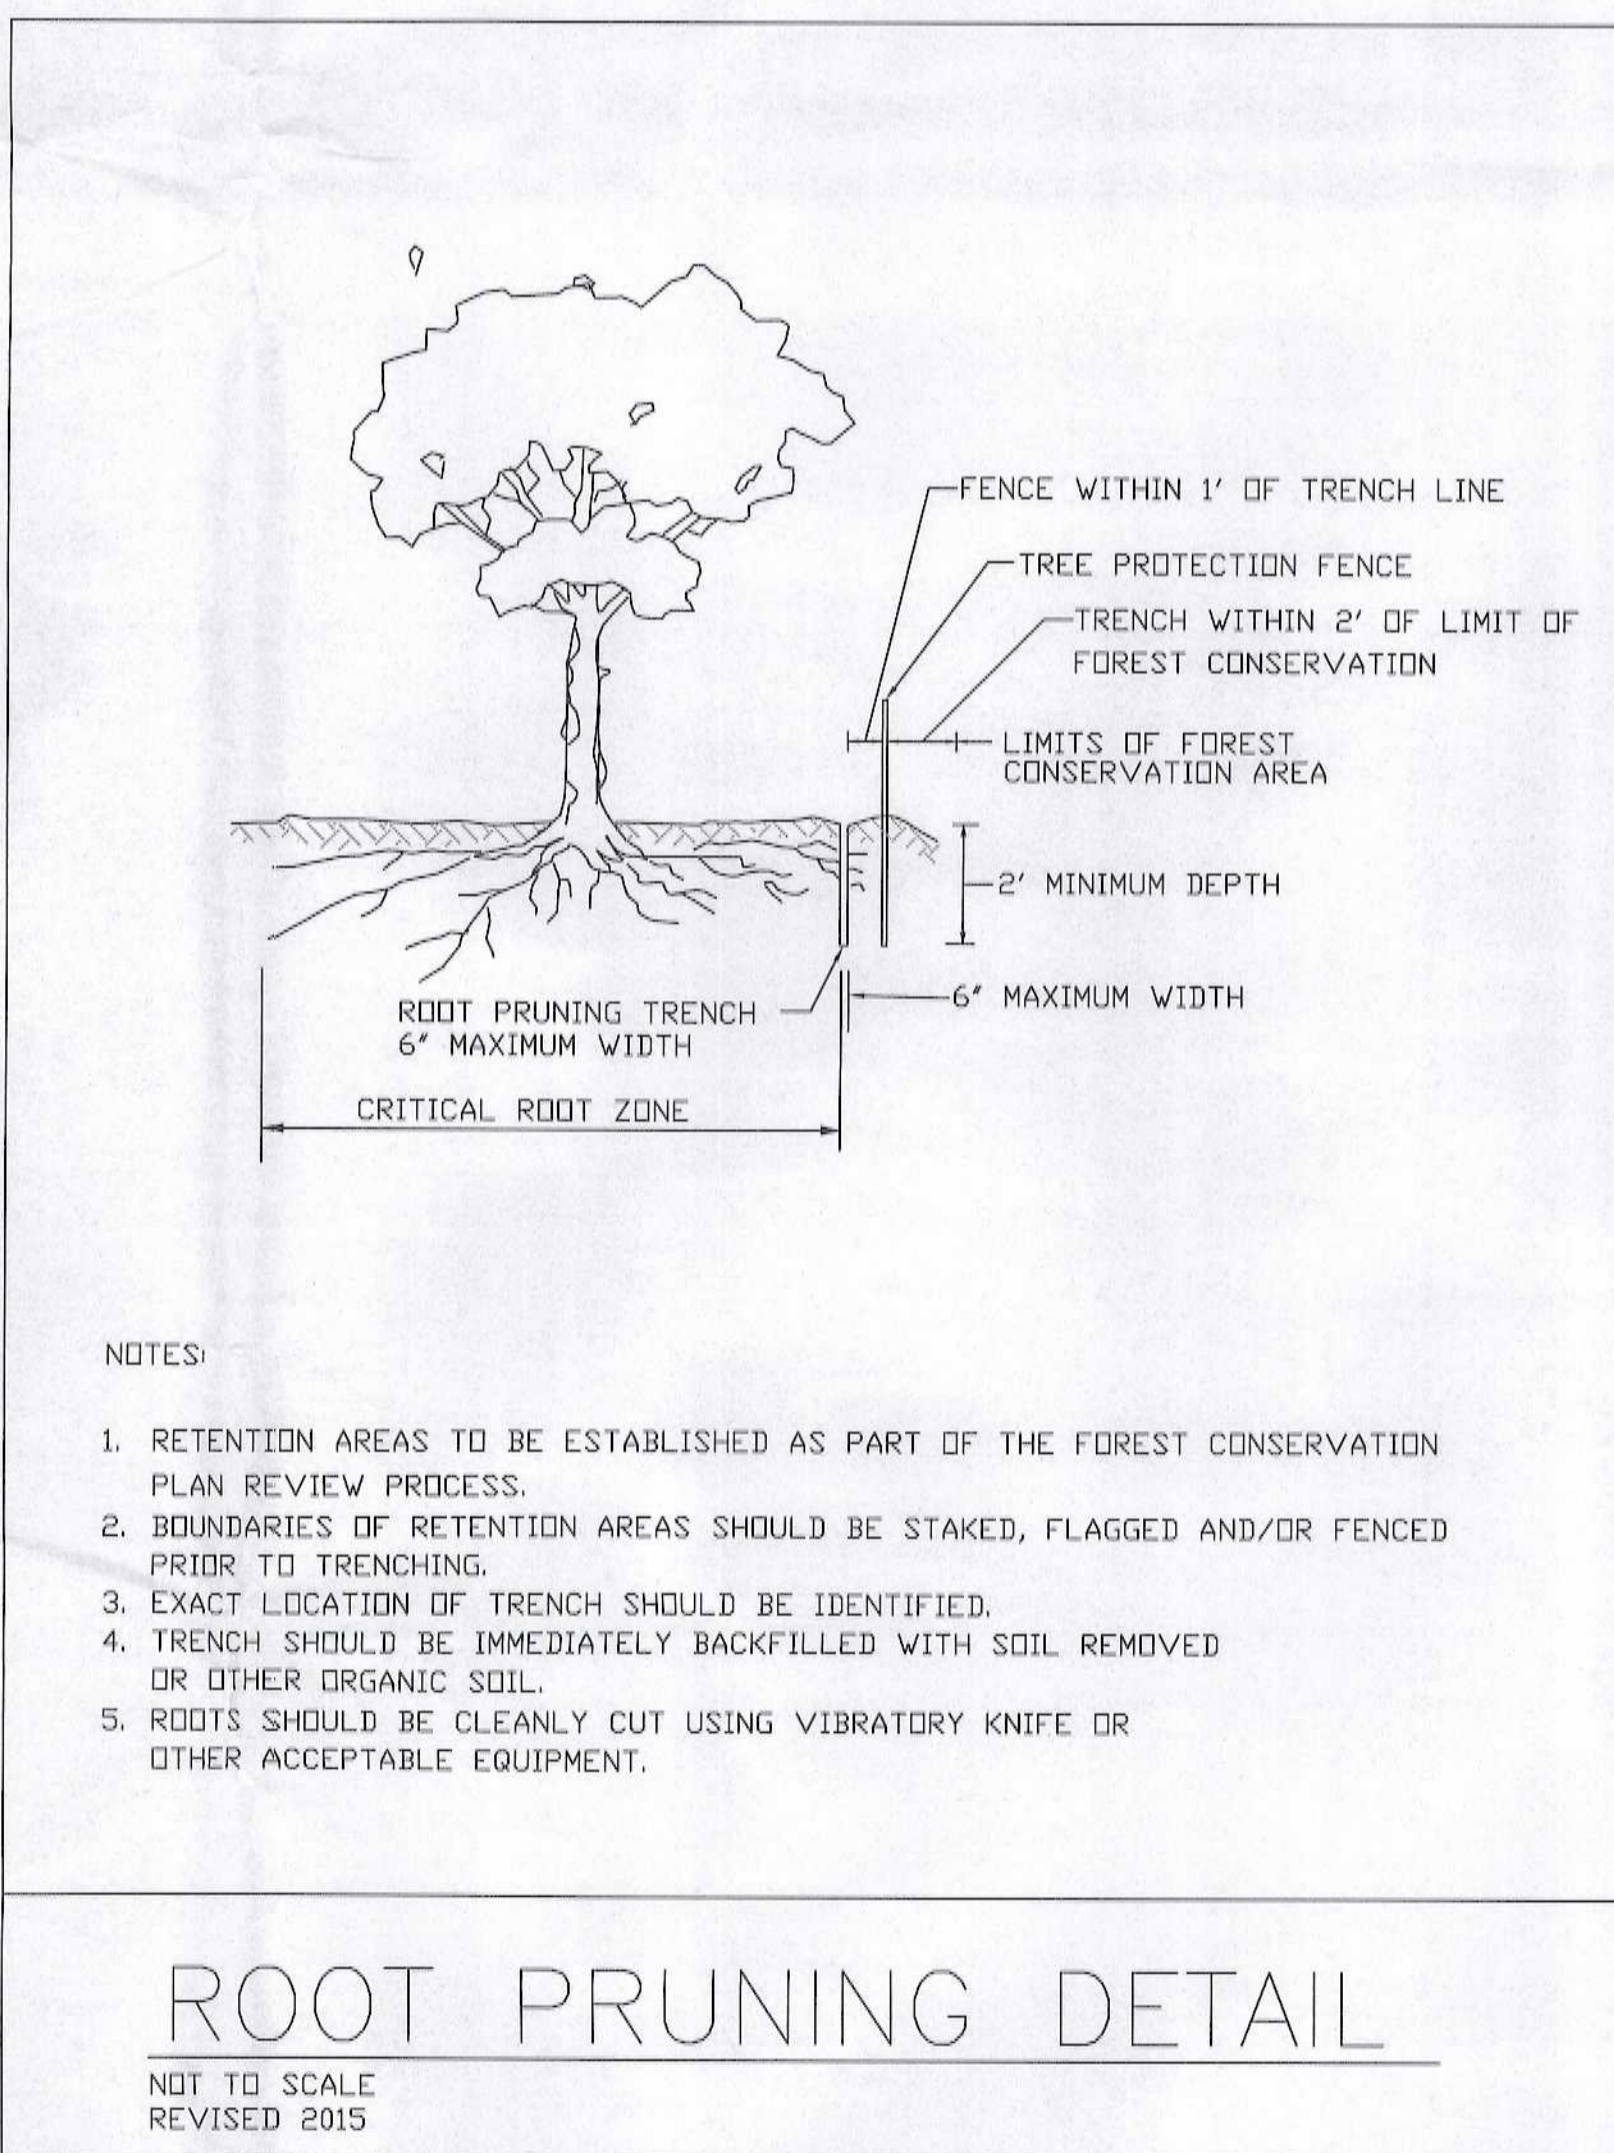 FENCE WITHIN 1' OF TRENCH LINE
TREE PROTECTION FENCE
TRENCH WITHIN 2' OF LIMIT OF
FOREST CONSERVATION
LIMITS OF FOREST
CONSERVATION AREA
2' MINIMUM DEPTH
6" MAXIMUM WIDTH
ROOT PRUNING TRENCH
6" MAXIMUM WIDTH
CRITICAL ROOT ZONE
NOTES:
1. RETENTION AREAS TO BE ESTABLISHED AS PART OF THE FOREST CONSERVATION
PLAN REVIEW PROCESS.
2. BOUNDARIES OF RETENTION AREAS SHOULD BE STAKED, FLAGGED AND/OR FENCED
PRIOR TO TRENCHING.
3. EXACT LOCATION OF TRENCH SHOULD BE IDENTIFIED.
4. TRENCH SHOULD BE IMMEDIATELY BACKFILLED WITH SOIL REMOVED
OR OTHER ORGANIC SOIL.
5. ROOTS SHOULD BE CLEANLY CUT USING VIBRATORY KNIFE OR
OTHER ACCEPTABLE EQUIPMENT.
ROOT PRUNING DETAIL
NOT TO SCALE
REVISED 2015